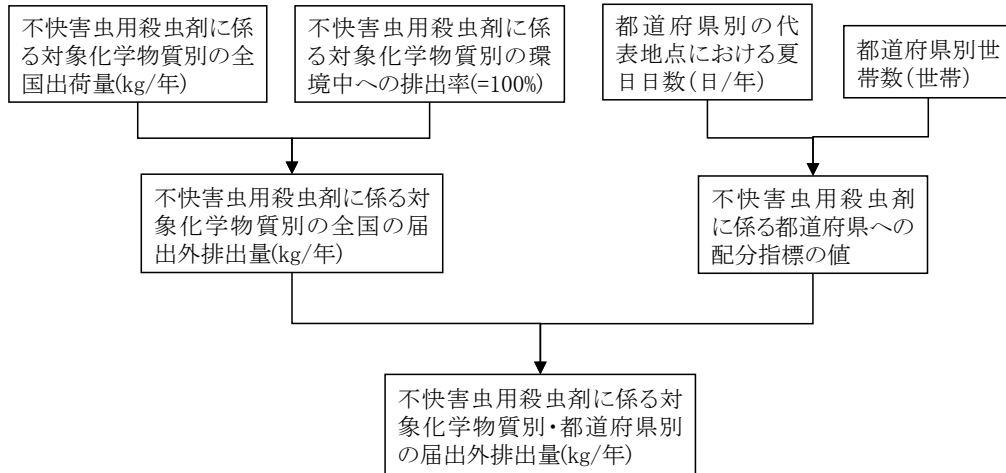 不快害虫用殺虫剤に係
る対象化学物質別の全
国出荷量(kg/年)
不快害虫用殺虫剤に係
る対象化学物質別の環
境中への排出率(=100%)
都道府県別の代
表地点における夏
日日数(日/年)
都道府県別世
帯数(世帯)
不快害虫用殺虫剤に係る対
象化学物質別の全国の届
出外排出量(kg/年)
不快害虫用殺虫剤
に係る都道府県への
配分指標の値
不快害虫用殺虫剤に係る対
象化学物質別・都道府県別
の届出外排出量(kg/年)